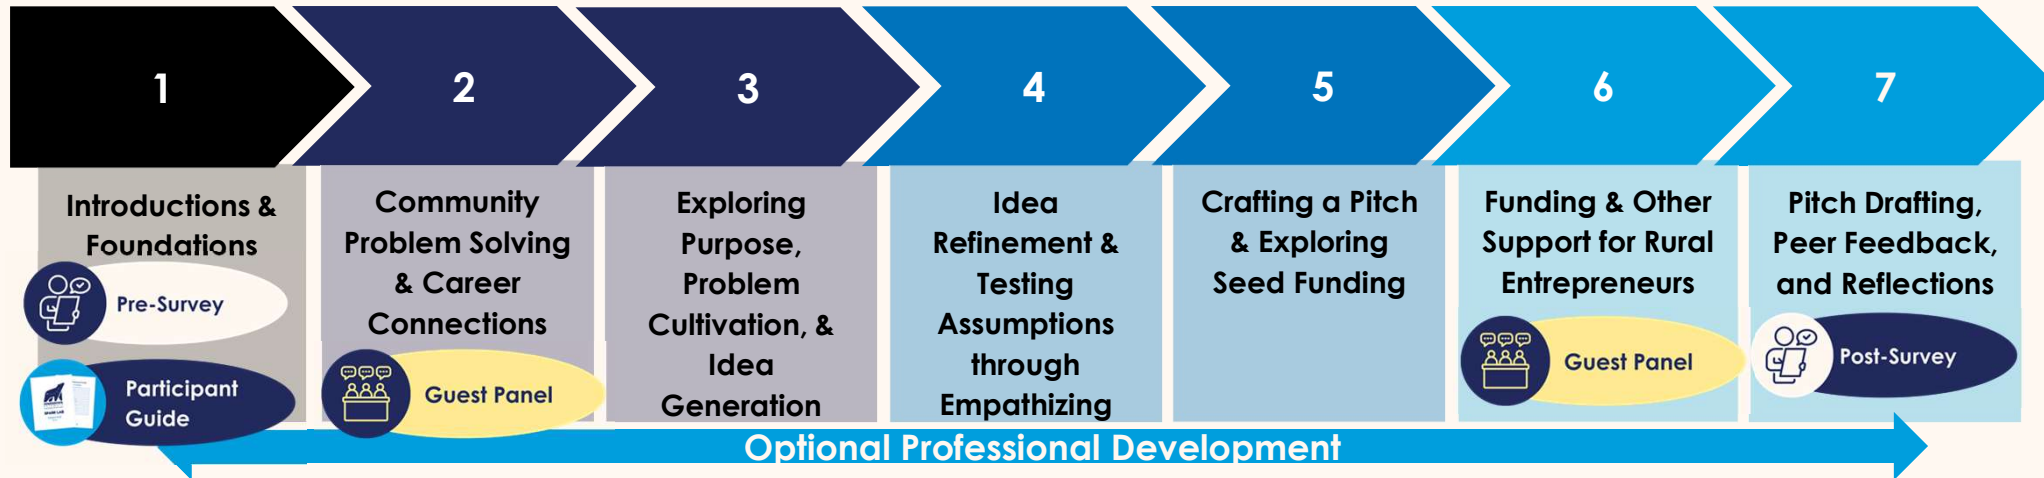 1
2
3
4
5
6
7
Introductions &
Foundations
Pre-Survey
Participant
Guide
Community
Problem Solving
& Career
Connections
Guest Panel
Exploring
Purpose,
Problem
Cultivation, &
Idea
Generation
Idea
Refinement &
Testing
Assumptions
through
Empathizing
Crafting a Pitch
& Exploring
Seed Funding
Funding & Other
Support for Rural
Entrepreneurs
Guest Panel
Pitch Drafting,
Peer Feedback,
and Reflections
Post-Survey
Optional Professional Development